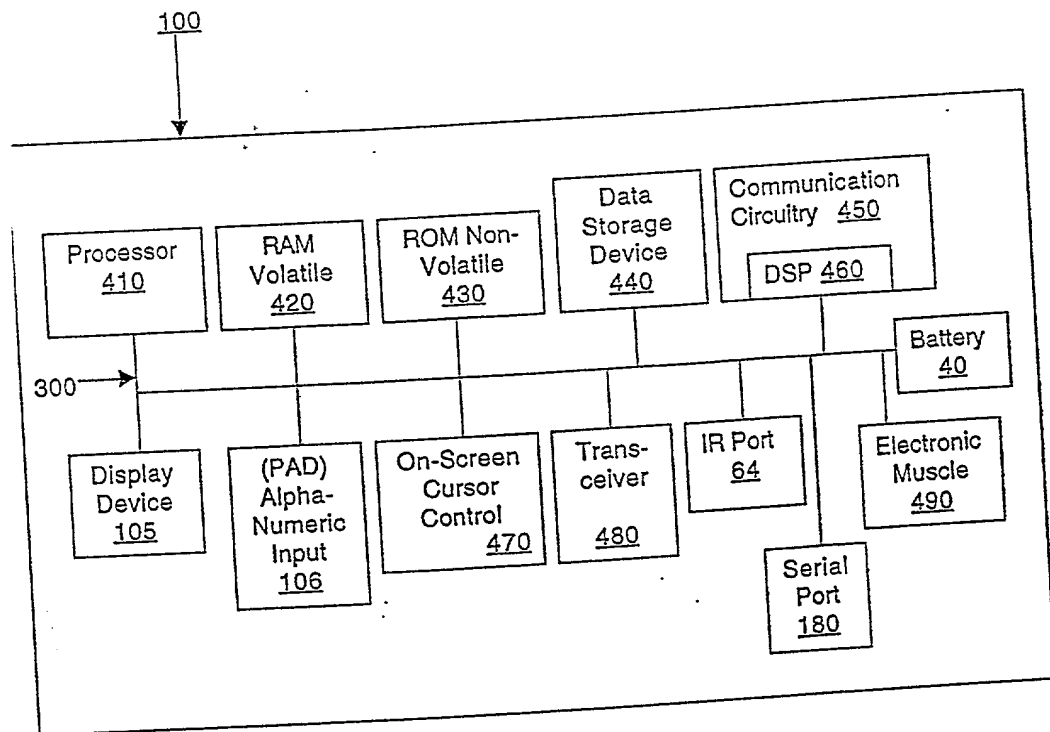 100
Processor
410
RAM
Volatile
420
ROM Non-
Volatile
430
Data
Storage
Device
440
Communication
Circuitry 450
DSP 460
Battery
40
300
Display
Device
105
(PAD)
Alpha-
Numeric
Input
106
On-Screen
Cursor
Control
470
Trans-
ceiver
480
IR Port
64
Electronic
Muscle
490
Serial
Port
180